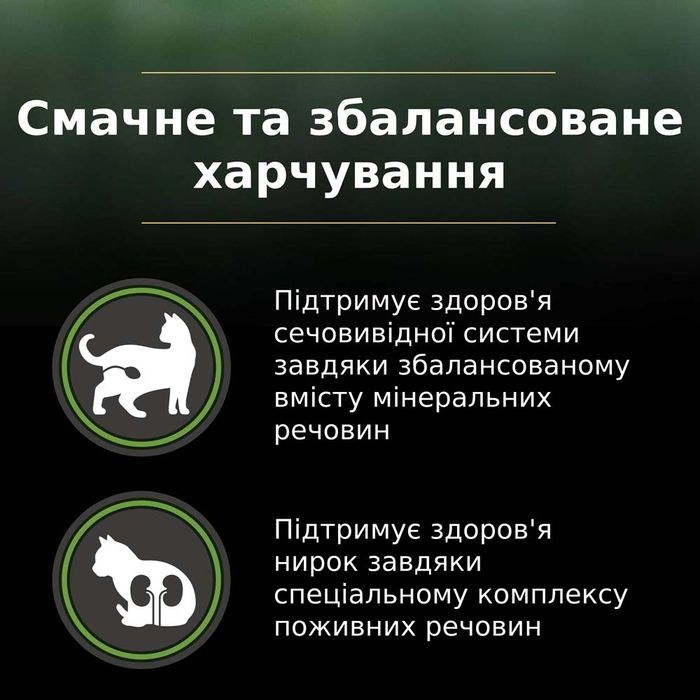 Смачне та збалансоване
харчування
Підтримує здоров'я
сечовивідної системи
завдяки збалансованому
вмісту мінеральних
речовин
Підтримує здоров'я
нирок завдяки
спеціальному комплексу
поживних речовин